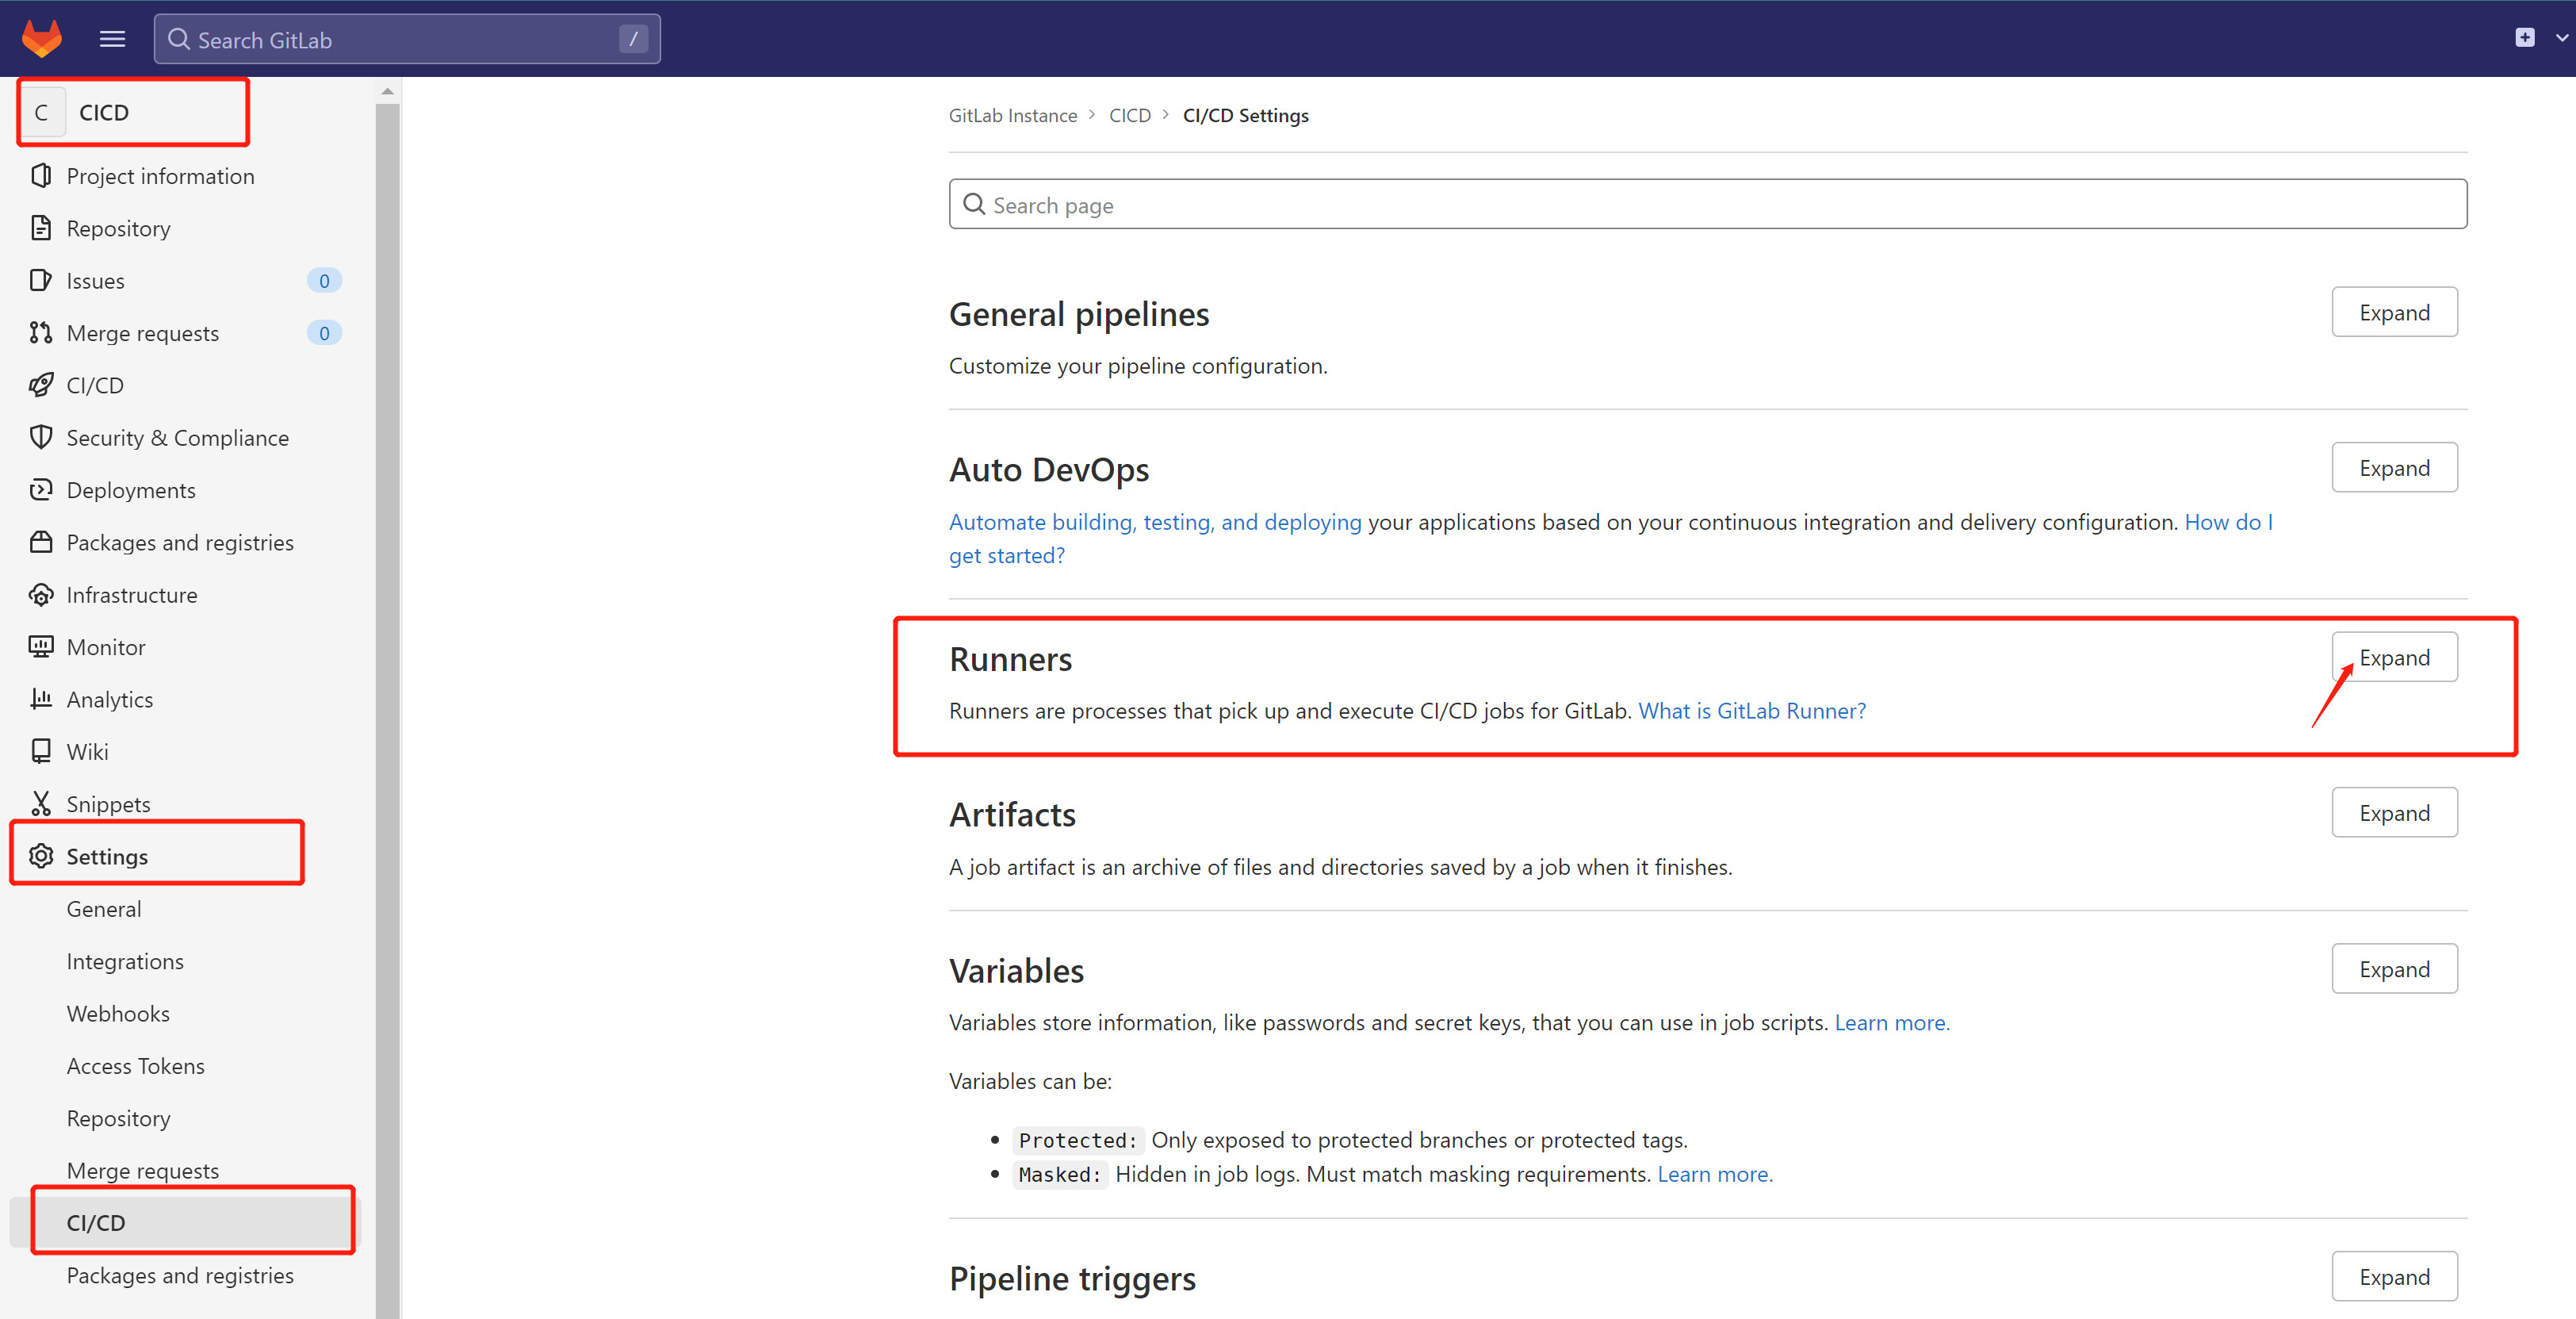 Search GitLab
/
C
CICD
Project information
Repository
Issues
0
Merge requests
0
CI/CD
Security & Compliance
Deployments
Packages and registries
Infrastructure
Monitor
Analytics
Wiki
Snippets
Settings
General
Integrations
Webhooks
Access Tokens
Repository
Merge requests
CI/CD
Packages and registries
GitLab Instance > CICD > CI/CD Settings
Search page
General pipelines
Expand
Customize your pipeline configuration.
Auto DevOps
Expand
Automate building, testing, and deploying your applications based on your continuous integration and delivery configuration. How do I
get started?
Runners
Expand
Runners are processes that pick up and execute CI/CD jobs for GitLab. What is GitLab Runner?
Artifacts
Expand
A job artifact is an archive of files and directories saved by a job when it finishes.
Variables
Expand
Variables store information, like passwords and secret keys, that you can use in job scripts. Learn more.
Variables can be:
• Protected: Only exposed to protected branches or protected tags.
• Masked: Hidden in job logs. Must match masking requirements. Learn more.
Pipeline triggers
Expand